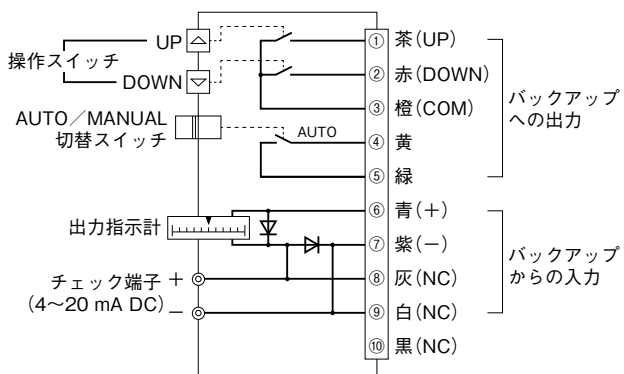 UP
操作スイッチ
DOWN
AUTO／MANUAL
切替スイッチ
AUTO
出力指示計
チェック端子
(4～20 mA DC)
+
−
① 茶(UP)
② 赤(DOWN)
③ 橙(COM)
④ 黄
⑤ 緑
⑥ 青(+)
⑦ 紫(−)
⑧ 灰(NC)
⑨ 白(NC)
⑩ 黒(NC)
バックアップ
への出力
バックアップ
からの入力